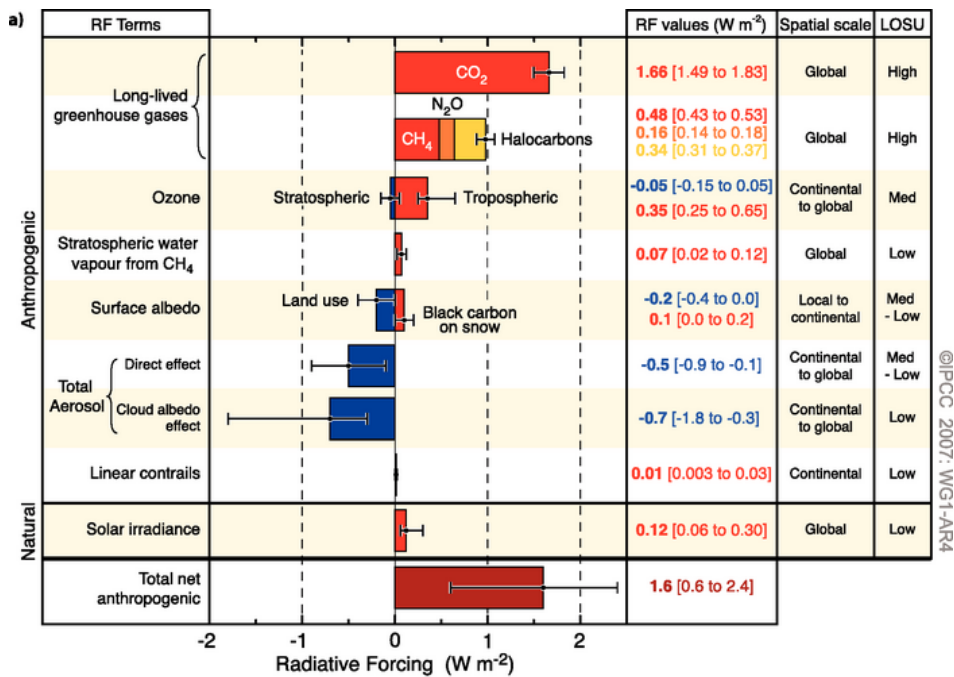 a)
RF Terms
RF values (W m⁻²)
Spatial scale
LOSU
Anthropogenic
Long-lived
greenhouse gases
CO₂
1.66 [1.49 to 1.83]
Global
High
N₂O
CH₄
Halocarbons
0.48 [0.43 to 0.53]
0.16 [0.14 to 0.18]
0.34 [0.31 to 0.37]
Global
High
Ozone
Stratospheric
Tropospheric
-0.05 [-0.15 to 0.05]
0.35 [0.25 to 0.65]
Continental
to global
Med
Stratospheric water
vapour from CH₄
0.07 [0.02 to 0.12]
Global
Low
Surface albedo
Land use
Black carbon
on snow
-0.2 [-0.4 to 0.0]
0.1 [0.0 to 0.2]
Local to
continental
Med
- Low
Total
Aerosol
Direct effect
-0.5 [-0.9 to -0.1]
Continental
to global
Med
- Low
Cloud albedo
effect
-0.7 [-1.8 to -0.3]
Continental
to global
Low
Linear contrails
0.01 [0.003 to 0.03]
Continental
Low
Natural
Solar irradiance
0.12 [0.06 to 0.30]
Global
Low
Total net
anthropogenic
1.6 [0.6 to 2.4]
-2 -1 0 1 2
Radiative Forcing (W m⁻²)
©IPCC 2007: WG1-AR4